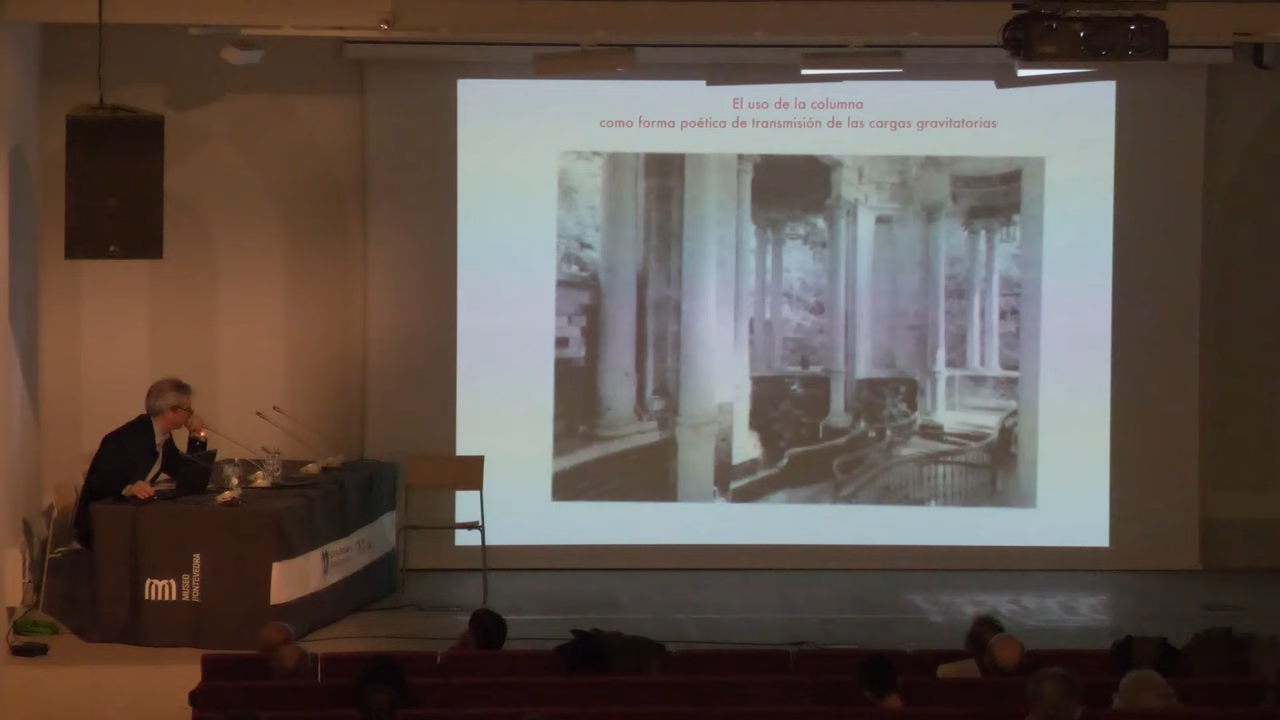 El uso de la columna
como forma poética de transmisión de las cargas gravitatorias
MUSEO
PONTEVEDRA